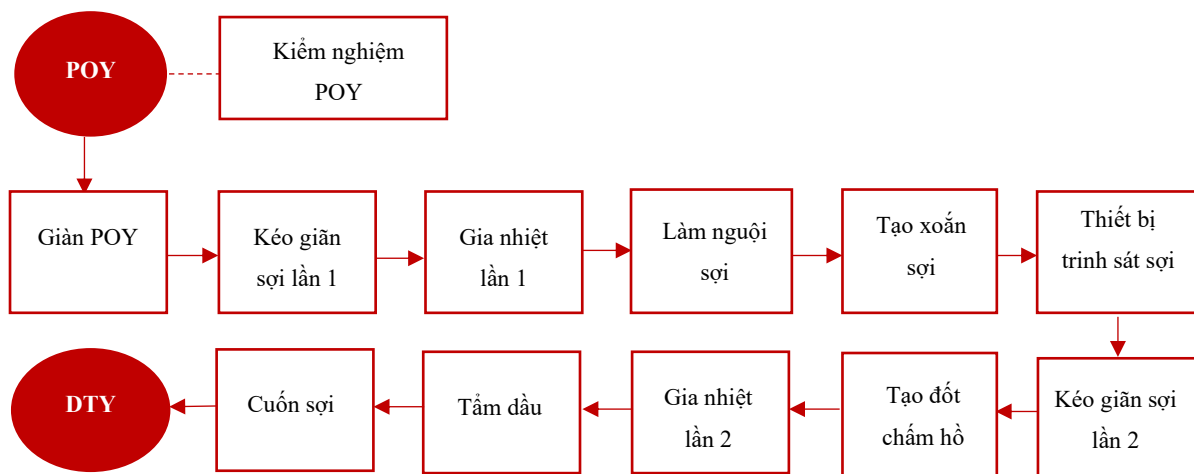 POY
Kiểm nghiệm
POY
Giàn POY
Kéo giãn
sợi lần 1
Gia nhiệt
lần 1
Làm nguội
sợi
Tạo xoắn
sợi
Thiết bị
trinh sát sợi
Kéo giãn sợi
lần 2
Tạo đốt
chấm hồ
Gia nhiệt
lần 2
Tẩm dầu
Cuốn sợi
DTY